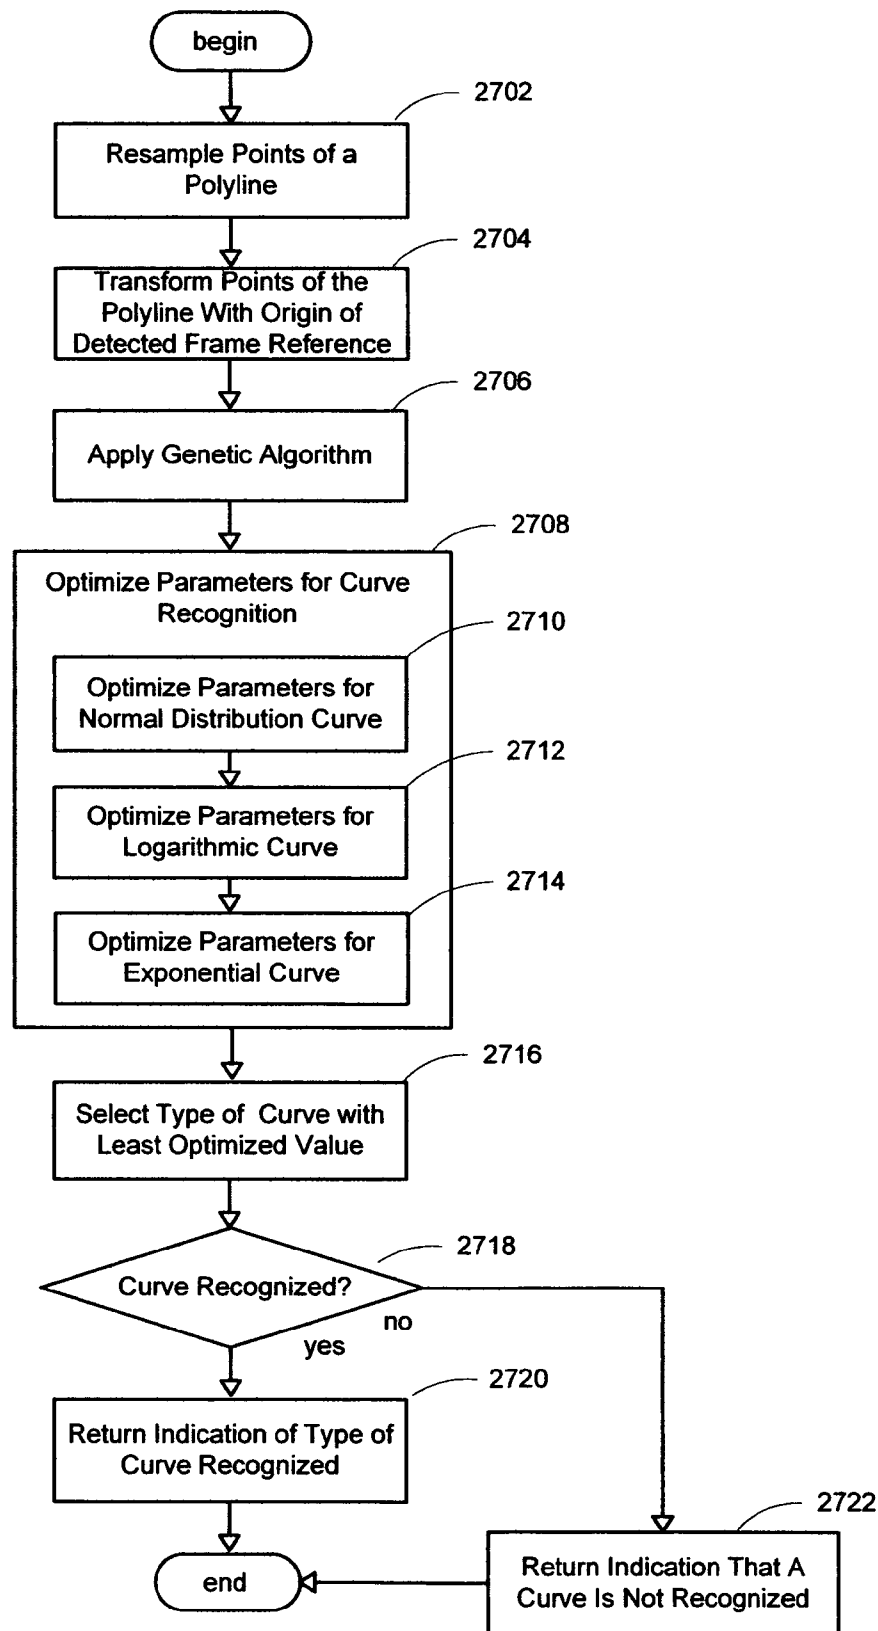 begin
2702
Resample Points of a
Polyline
2704
Transform Points of the
Polyline With Origin of
Detected Frame Reference
2706
Apply Genetic Algorithm
2708
Optimize Parameters for Curve
Recognition
2710
Optimize Parameters for
Normal Distribution Curve
2712
Optimize Parameters for
Logarithmic Curve
2714
Optimize Parameters for
Exponential Curve
2716
Select Type of Curve with
Least Optimized Value
2718
Curve Recognized?
no
yes
2720
Return Indication of Type of
Curve Recognized
2722
Return Indication That A
Curve Is Not Recognized
end